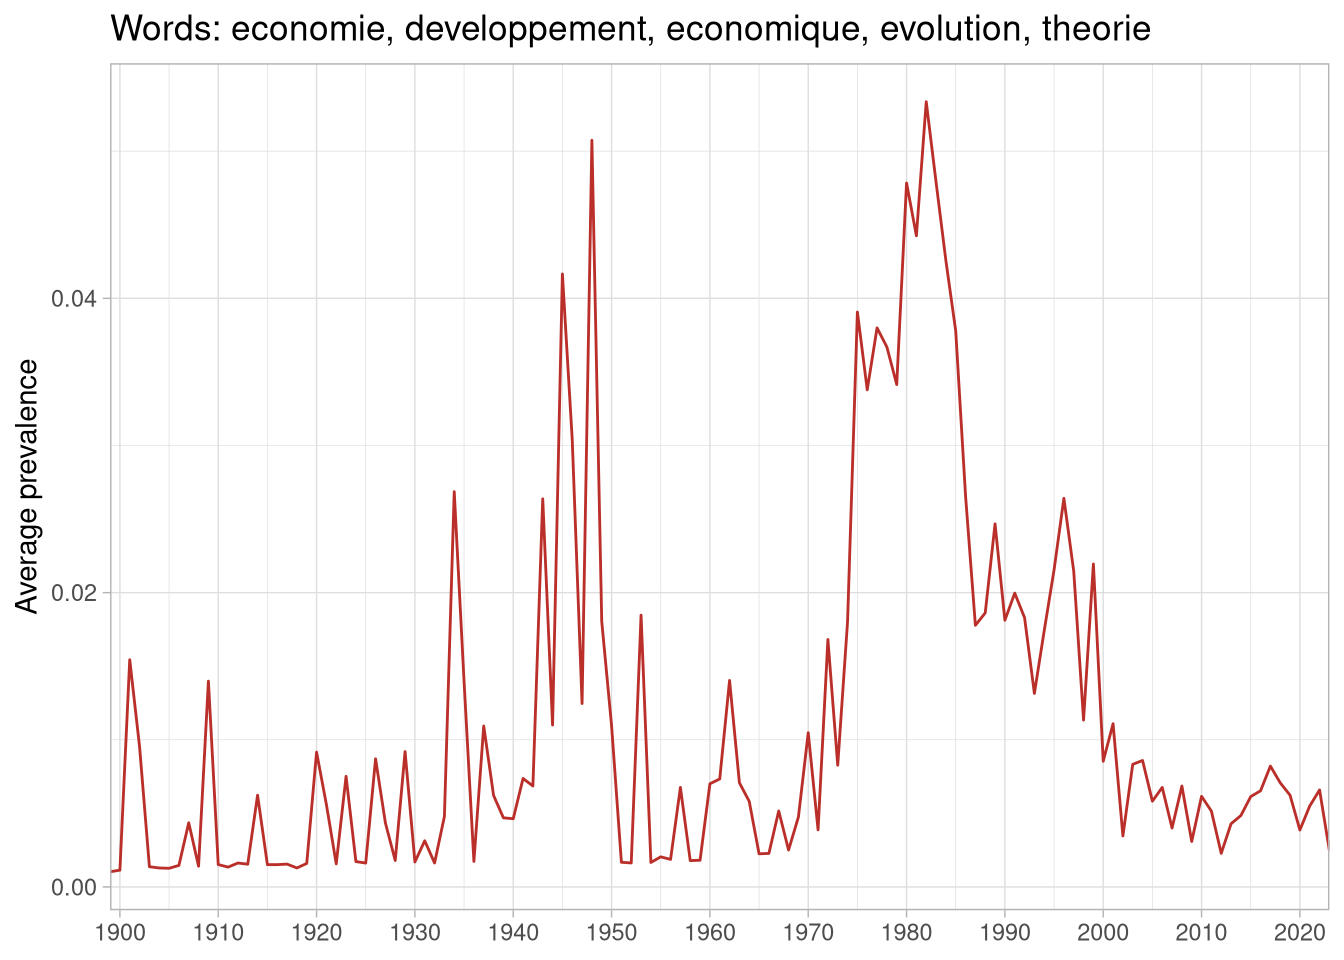 Words: economie, developpement, economique, evolution, theorie
Average prevalence
0.04
0.02
0.00
1900 1910 1920 1930 1940 1950 1960 1970 1980 1990 2000 2010 2020